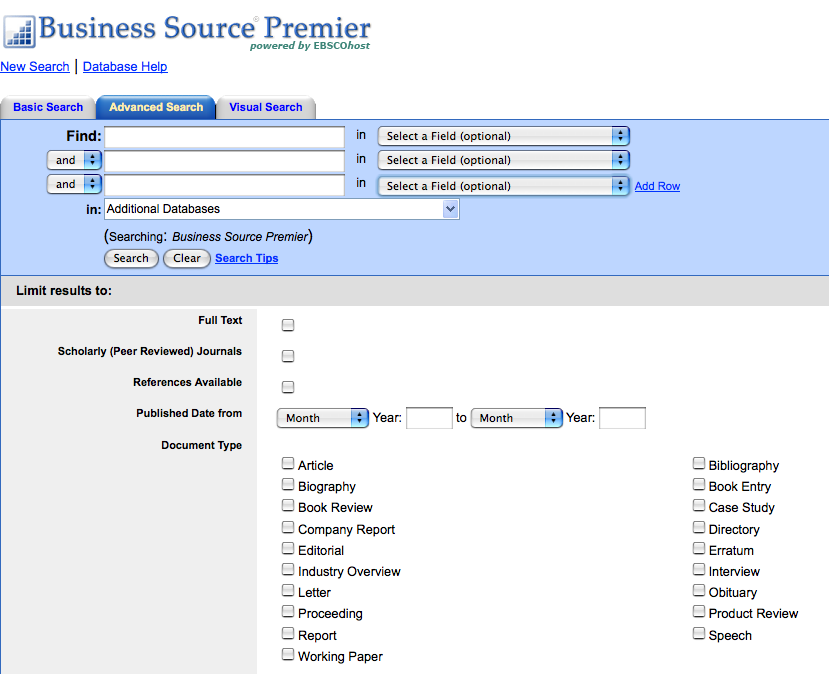 Business Source® Premier
powered by EBSCOhost
New Search | Database Help
Basic Search Advanced Search Visual Search
Find: in Select a Field (optional)
and in Select a Field (optional)
and in Select a Field (optional) Add Row
in: Additional Databases
(Searching: Business Source Premier)
Search Clear Search Tips
Limit results to:
Full Text
Scholarly (Peer Reviewed) Journals
References Available
Published Date from Month Year: to Month Year:
Document Type
Article Bibliography
Biography Book Entry
Book Review Case Study
Company Report Directory
Editorial Erratum
Industry Overview Interview
Letter Obituary
Proceeding Product Review
Report Speech
Working Paper